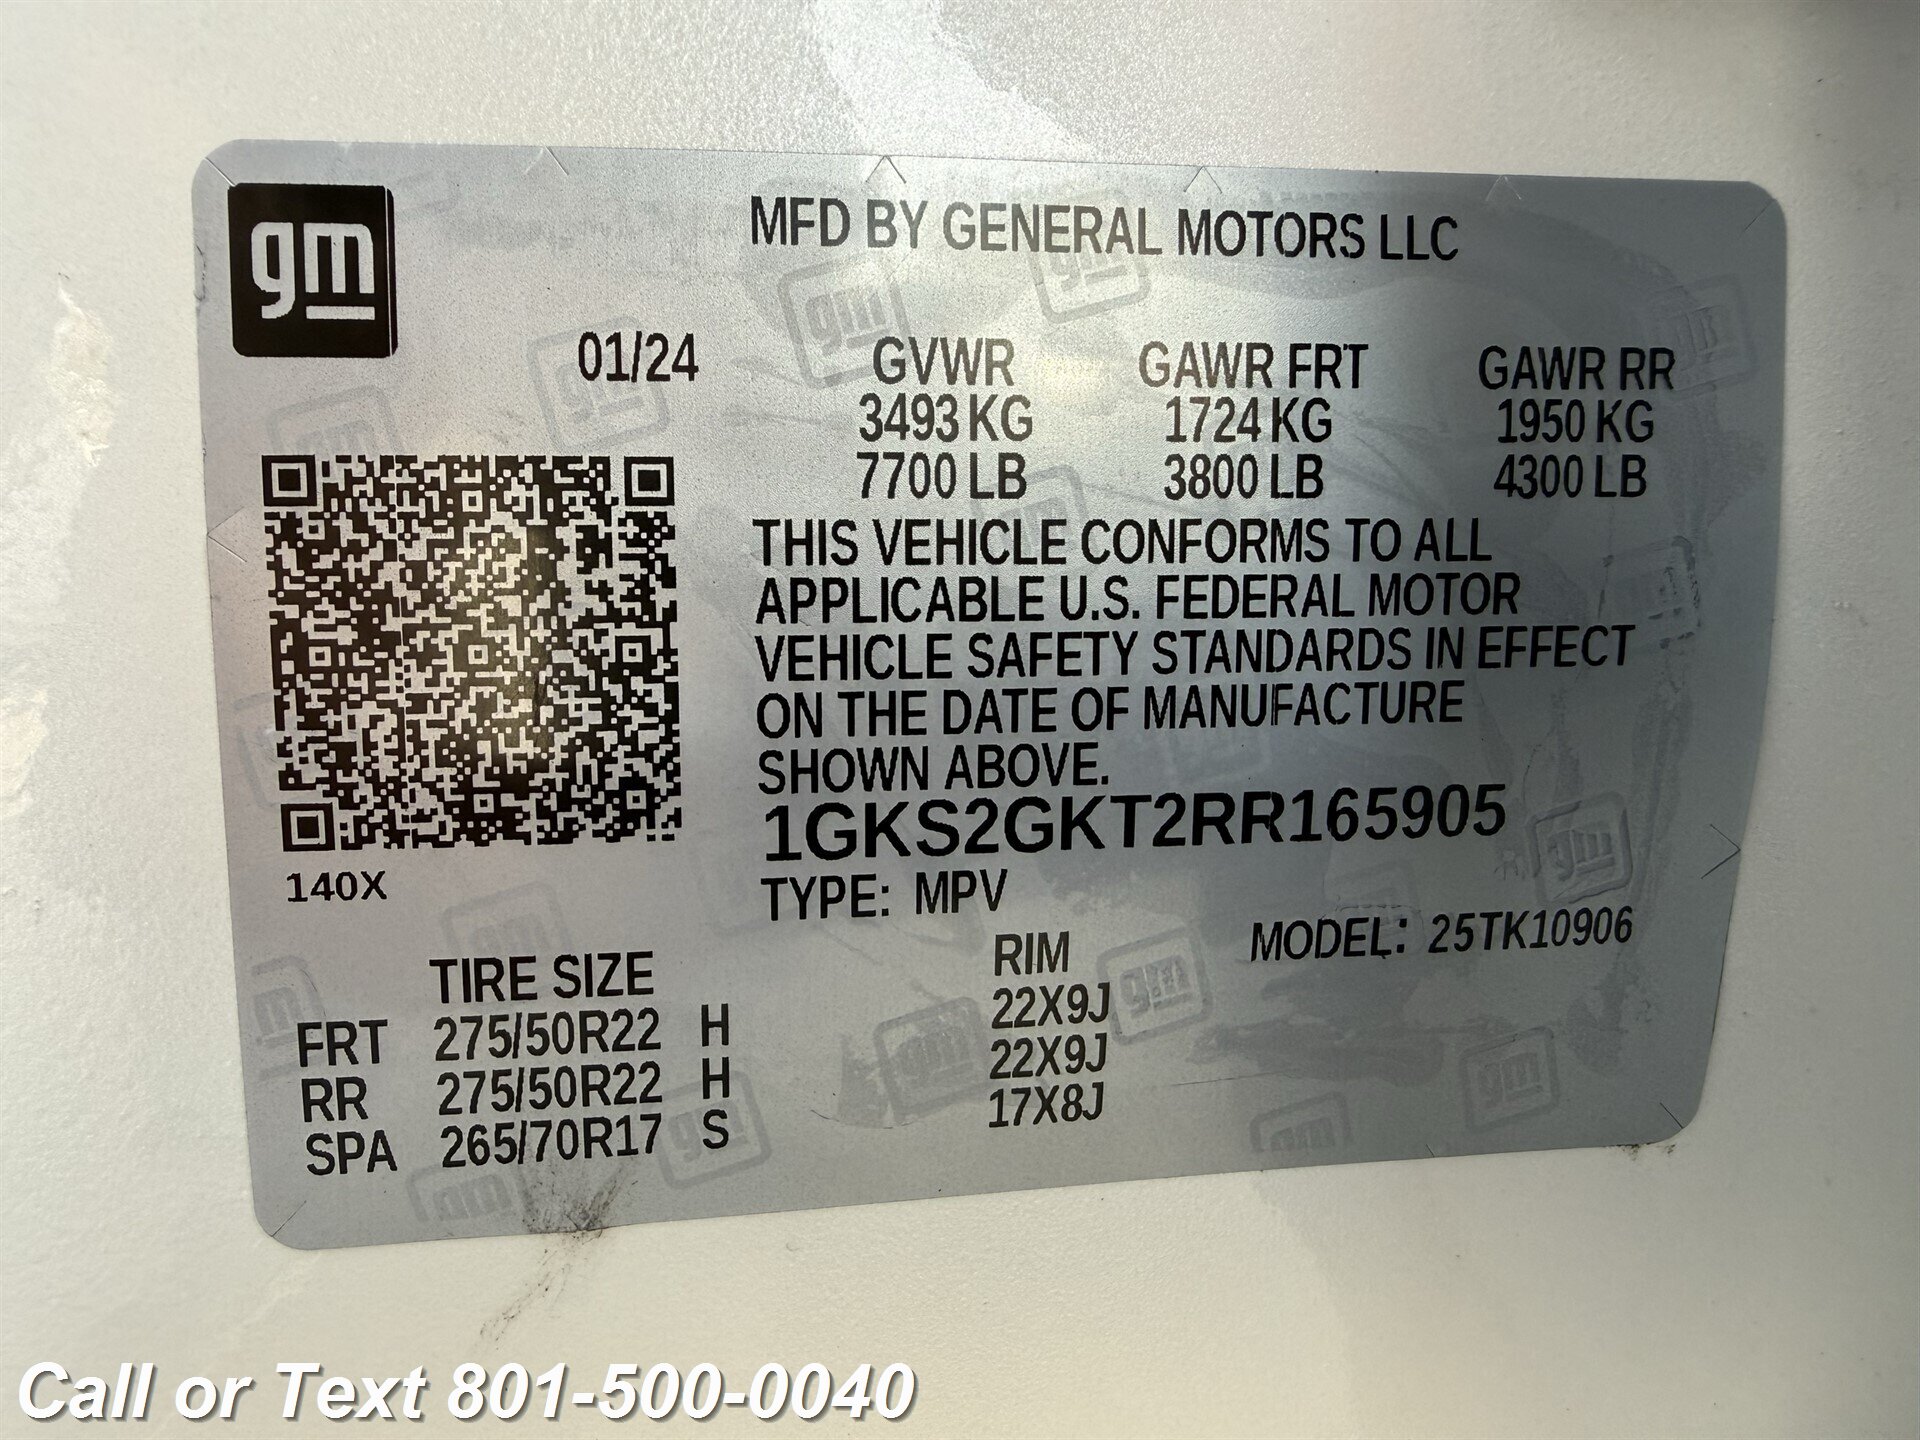 gm
MFD BY GENERAL MOTORS LLC
01/24
GVWR GAWR FRT GAWR RR
3493 KG 1724 KG 1950 KG
7700 LB 3800 LB 4300 LB
THIS VEHICLE CONFORMS TO ALL
APPLICABLE U.S. FEDERAL MOTOR
VEHICLE SAFETY STANDARDS IN EFFECT
ON THE DATE OF MANUFACTURE
SHOWN ABOVE.
1GKS2GKT2RR165905
140X
TYPE: MPV
MODEL: 25TK10906
TIRE SIZE RIM
FRT 275/50R22 H 22X9J
RR 275/50R22 H 22X9J
SPA 265/70R17 S 17X8J
Call or Text 801-500-0040